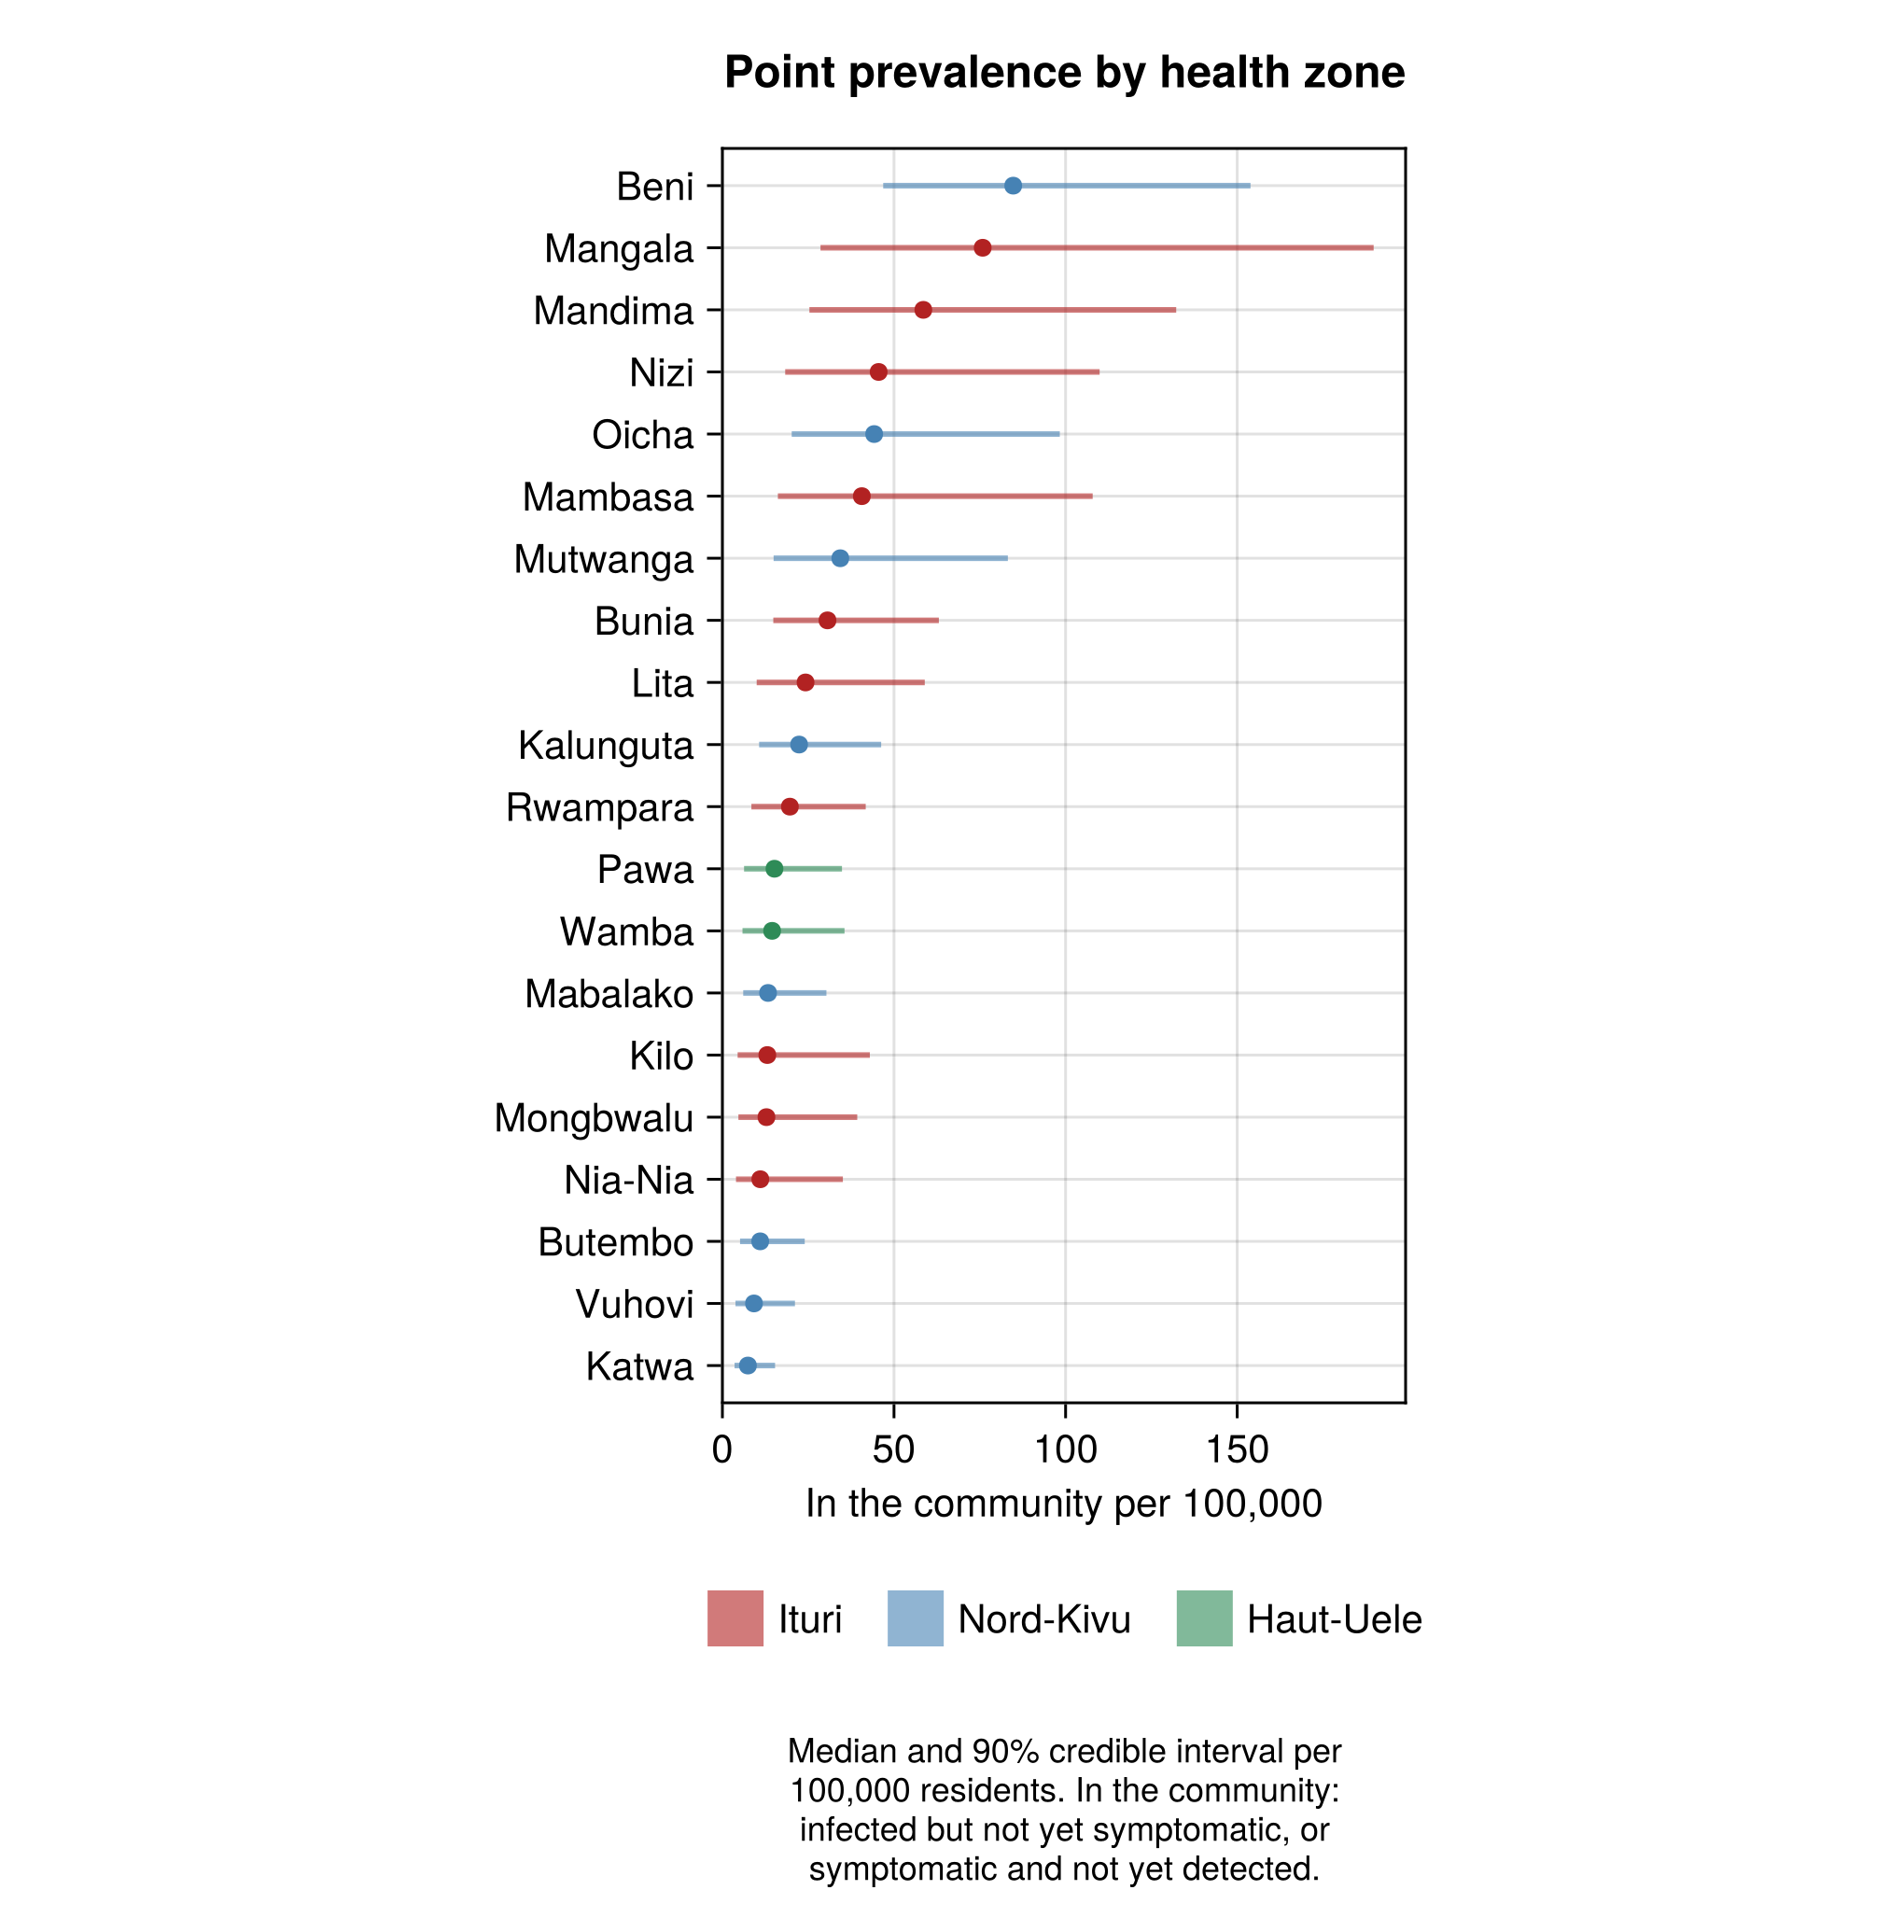 Point prevalence by health zone
Beni
Mangala
Mandima
Nizi
Oicha
Mambasa
Mutwanga
Bunia
Lita
Kalunguta
Rwampara
Pawa
Wamba
Mabalako
Kilo
Mongbwalu
Nia-Nia
Butembo
Vuhovi
Katwa
0 50 100 150
In the community per 100,000
Ituri Nord-Kivu Haut-Uele
Median and 90% credible interval per
100,000 residents. In the community:
infected but not yet symptomatic, or
symptomatic and not yet detected.